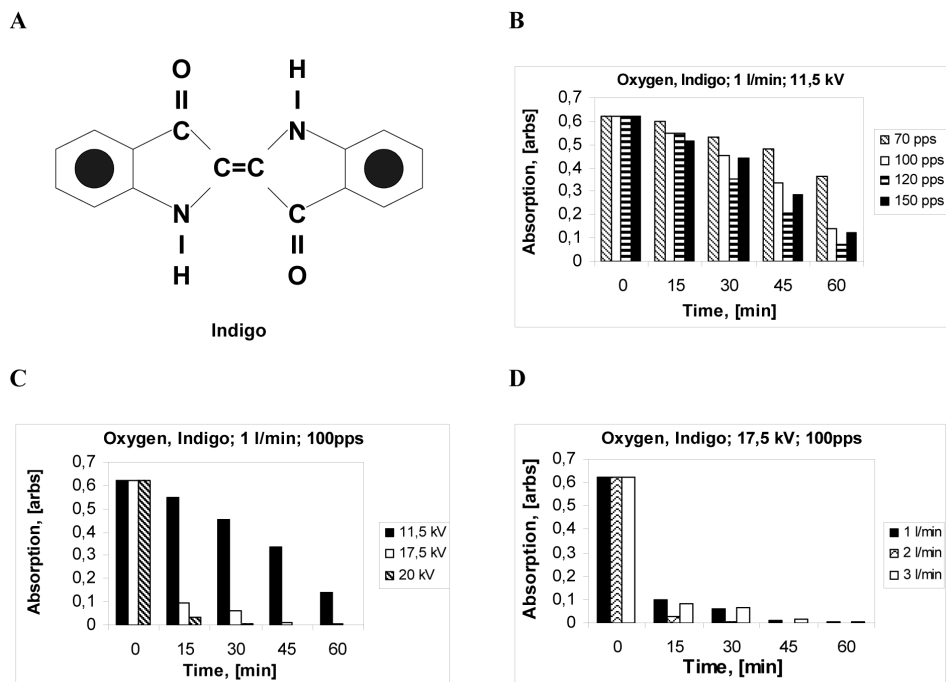 A
O
H
II
I
C
N
C=C
N
C
I
II
H
O
Indigo
B
Oxygen, Indigo; 1 l/min; 11,5 kV
Absorption, [arbs]
0,7
0,6
0,5
0,4
0,3
0,2
0,1
0
0 15 30 45 60
Time, [min]
70 pps
100 pps
120 pps
150 pps
C
Oxygen, Indigo; 1 l/min; 100pps
Absorption, [arbs]
0,7
0,6
0,5
0,4
0,3
0,2
0,1
0
0 15 30 45 60
Time, [min]
11,5 kV
17,5 kV
20 kV
D
Oxygen, Indigo; 17,5 kV; 100pps
Absorption, [arbs]
0,7
0,6
0,5
0,4
0,3
0,2
0,1
0
0 15 30 45 60
Time, [min]
1 l/min
2 l/min
3 l/min